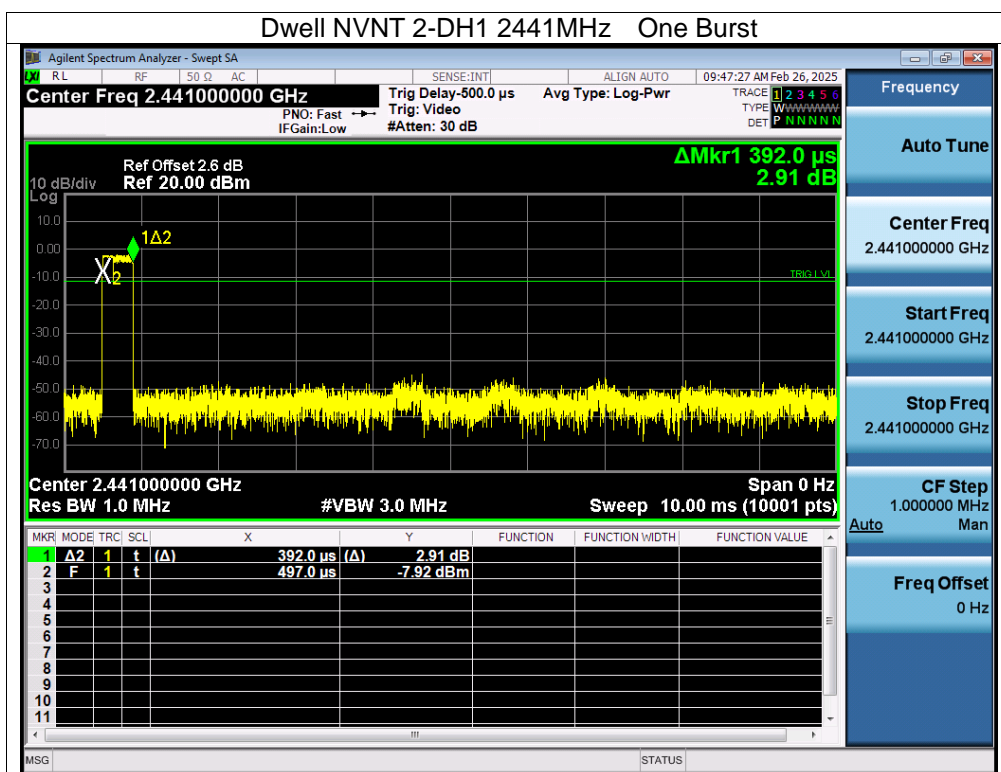 Dwell NVNT 2-DH1 2441MHz One Burst
Agilent Spectrum Analyzer - Swept SA
LXI RL RF 50 Ω AC SENSE:INT ALIGN AUTO 09:47:27 AM Feb 26, 2025
Center Freq 2.441000000 GHz
PNO: Fast
IFGain:Low
Trig Delay-500.0 µs
Trig: Video
#Atten: 30 dB
Avg Type: Log-Pwr
TRACE 1 2 3 4 5 6
TYPE WWWWWWW
DET P N N N N N
ΔMkr1 392.0 µs
2.91 dB
Ref Offset 2.6 dB
10 dB/div Ref 20.00 dBm
Log
10.0
0.00
-10.0
-20.0
-30.0
-40.0
-50.0
-60.0
-70.0
1Δ2
X2
TRIG LVL
Center 2.441000000 GHz Span 0 Hz
Res BW 1.0 MHz #VBW 3.0 MHz Sweep 10.00 ms (10001 pts)
MKR MODE TRC SCL X Y FUNCTION FUNCTION WIDTH FUNCTION VALUE
1 Δ2 1 t (Δ) 392.0 µs (Δ) 2.91 dB
2 F 1 t 497.0 µs -7.92 dBm
3
4
5
6
7
8
9
10
11
MSG STATUS
Frequency
Auto Tune
Center Freq
2.441000000 GHz
Start Freq
2.441000000 GHz
Stop Freq
2.441000000 GHz
CF Step
1.000000 MHz
Auto Man
Freq Offset
0 Hz